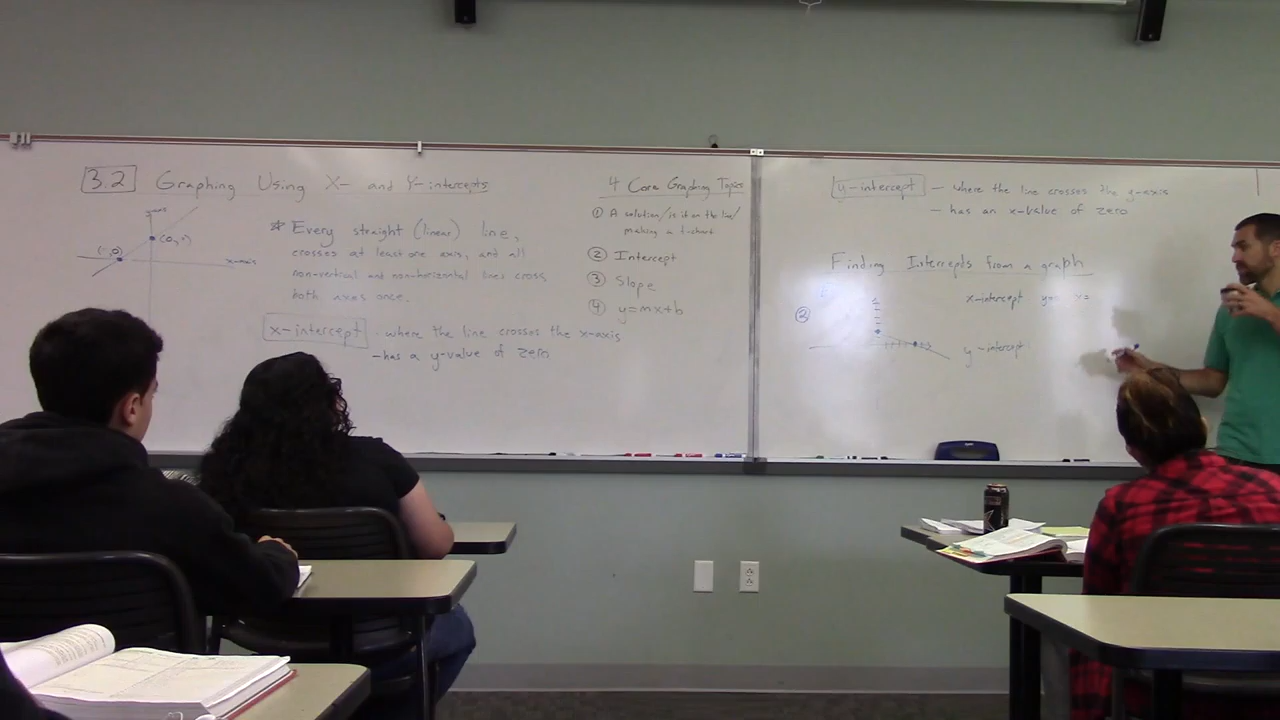 3.2 Graphing Using X- and Y-intercepts
y-axis
x-axis
* Every straight (linear) line,
crosses at least one axis, and all
non-vertical and non-horizontal lines cross
both axes once.
x-intercept - where the line crosses the x-axis
- has a y-value of zero
4 Core Graphing Topics
① A solution/is it on the line/
making a t-chart
② Intercept
③ Slope
④ y=mx+b
y-intercept - where the line crosses the y-axis
- has an x-value of zero
Finding Intercepts from a graph
x-intercept y= x=
y-intercept